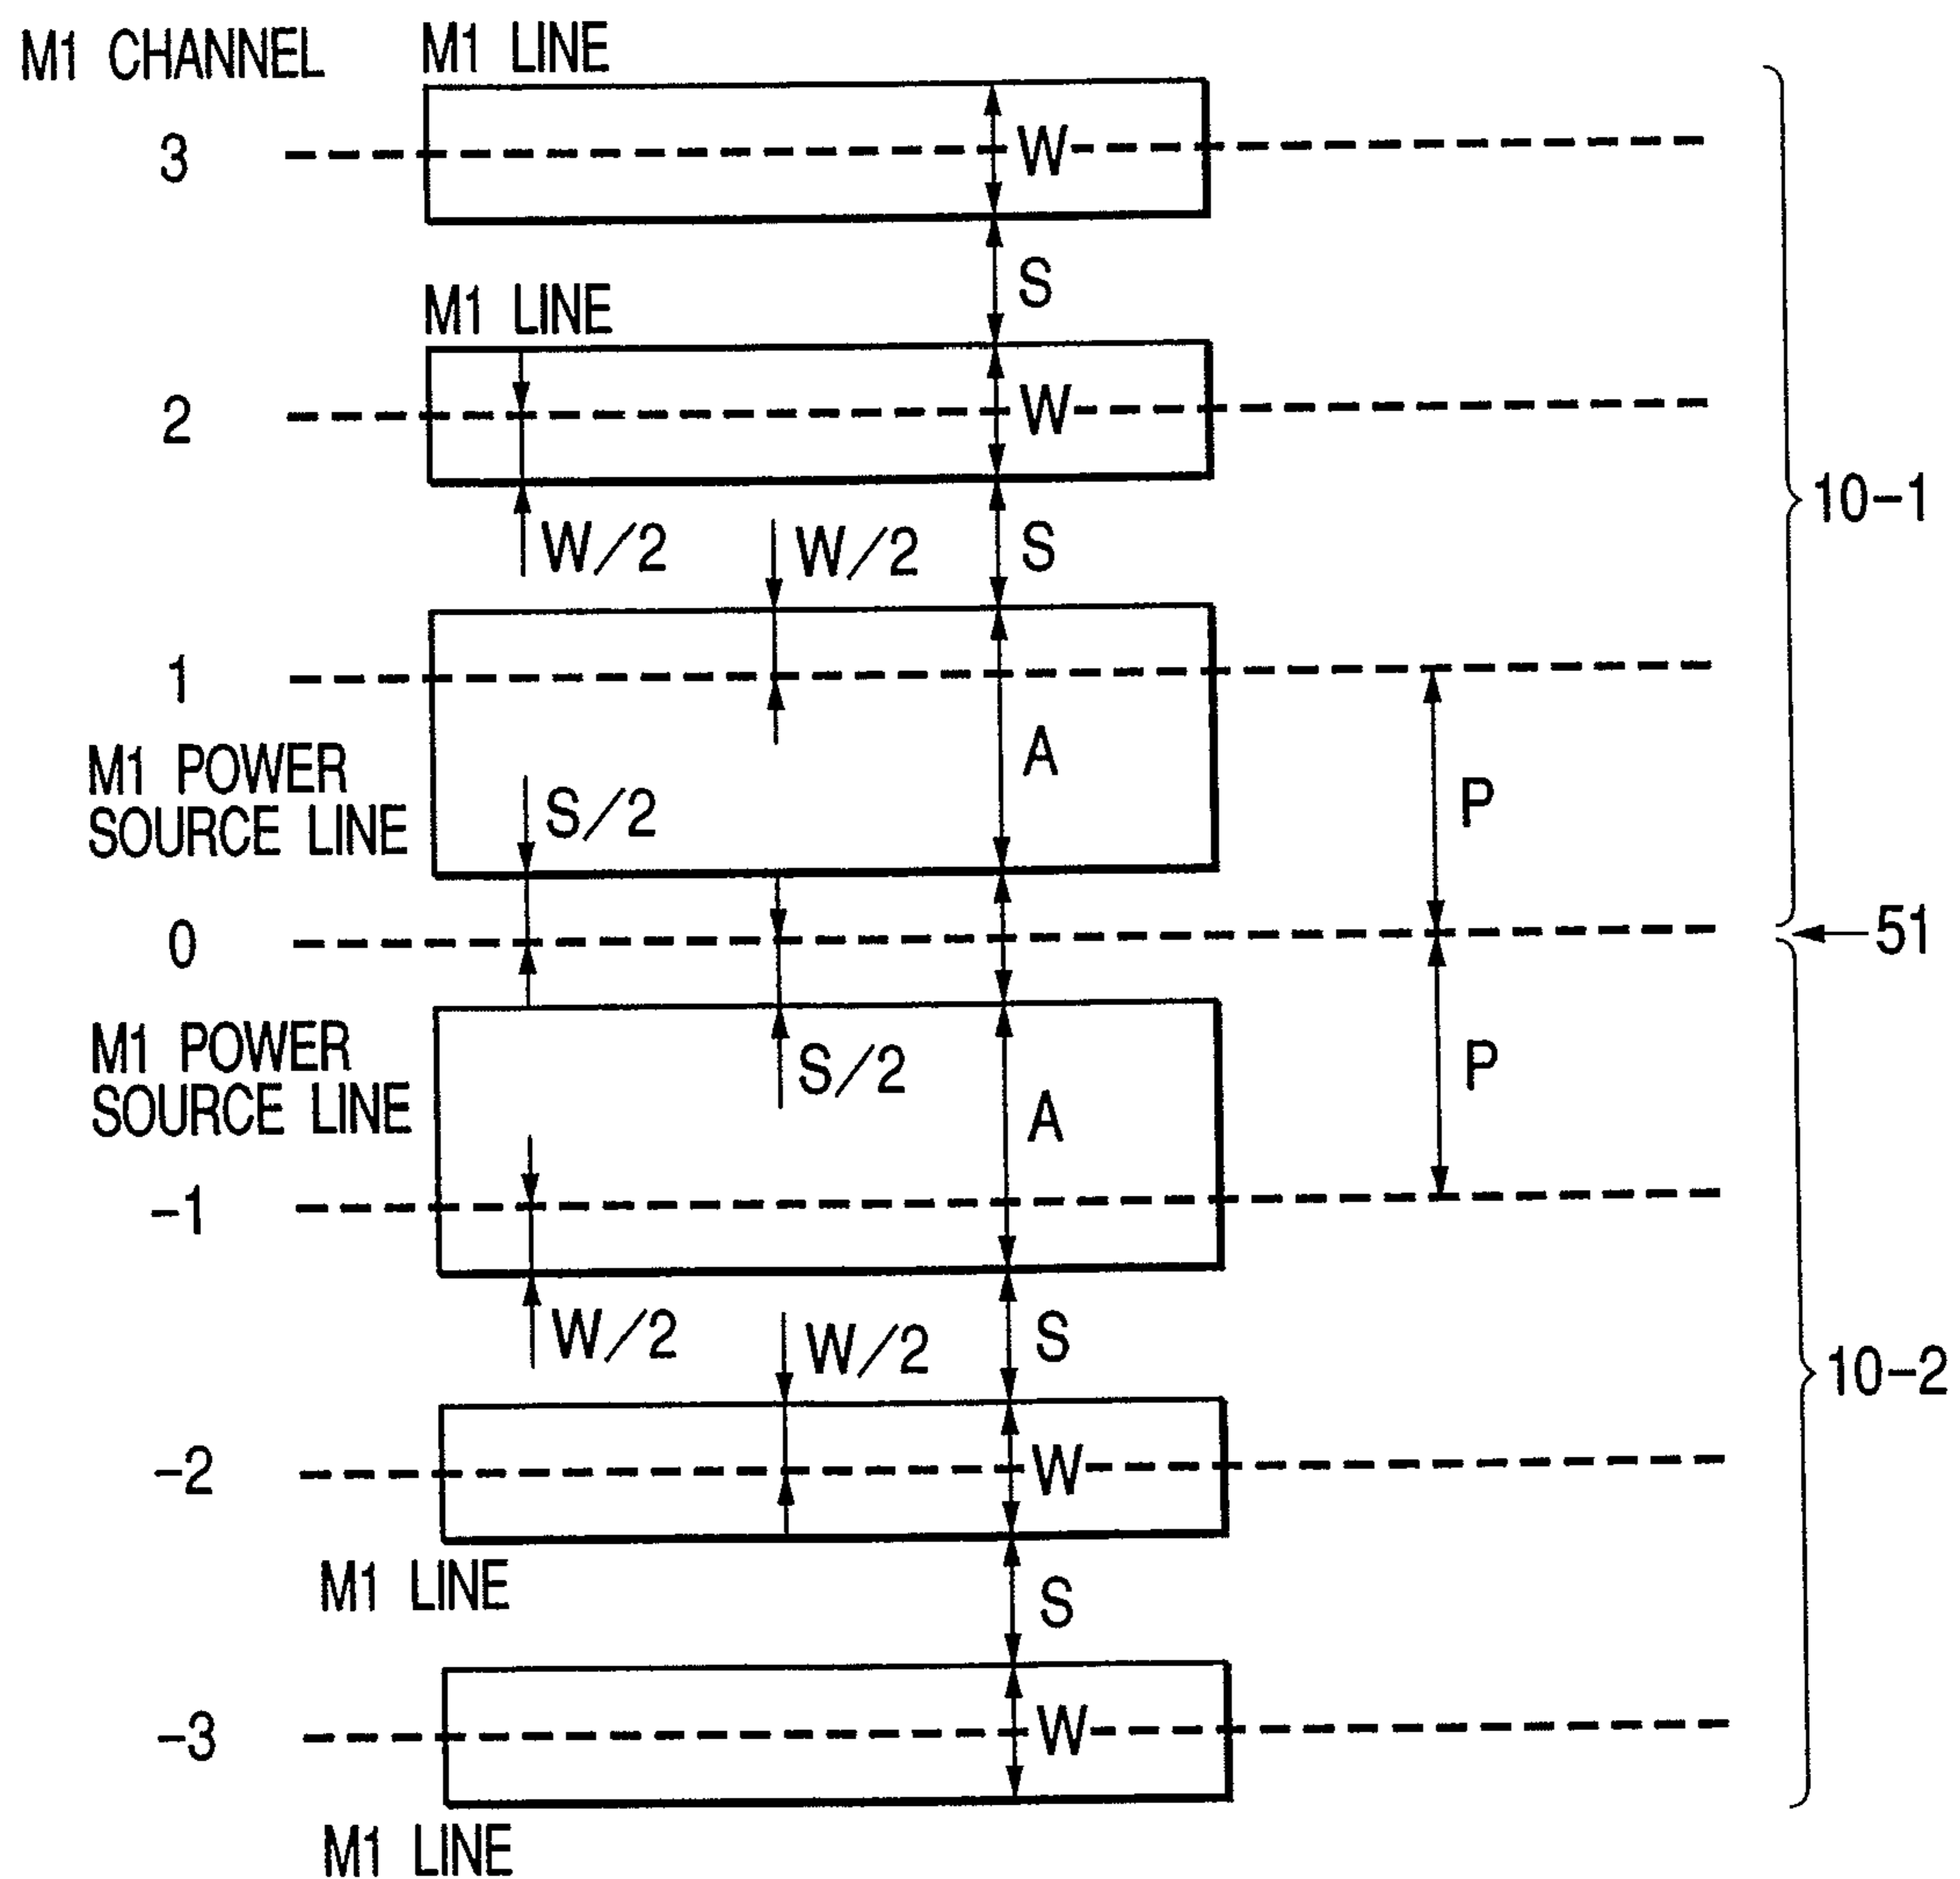 M1 CHANNEL
M1 LINE
3
W
S
M1 LINE
2
W
10-1
W/2
W/2
S
1
M1 POWER
SOURCE LINE
A
S/2
P
0
51
M1 POWER
SOURCE LINE
S/2
A
P
-1
W/2
W/2
S
10-2
-2
W
M1 LINE
S
-3
W
M1 LINE